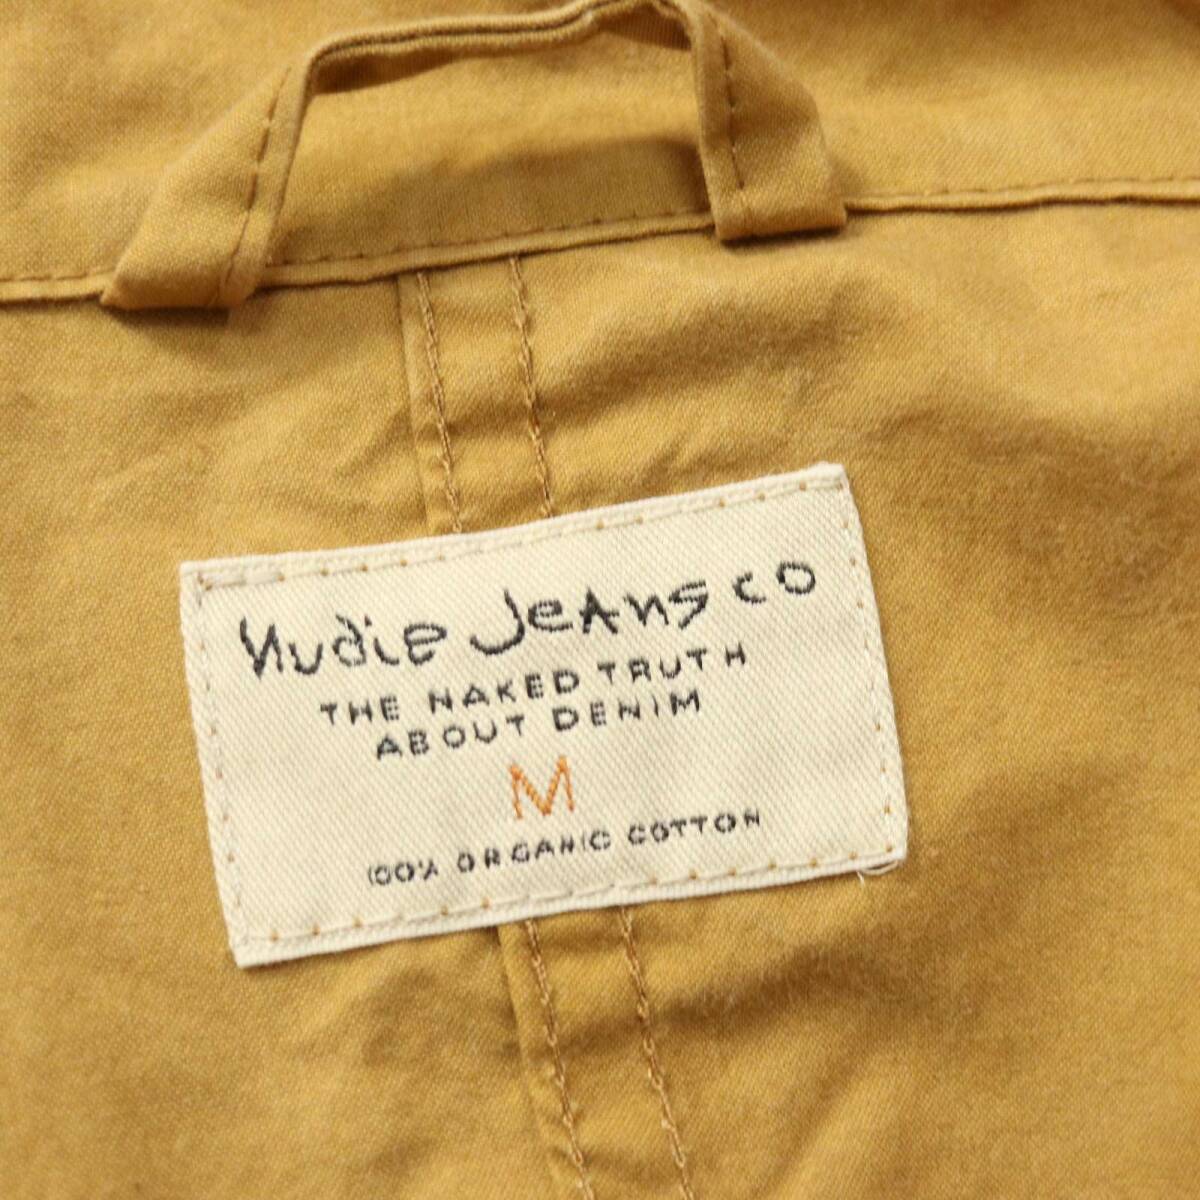 Nudie Jeans co
THE NAKED TRUTH
ABOUT DENIM
M
100% ORGANIC COTTON